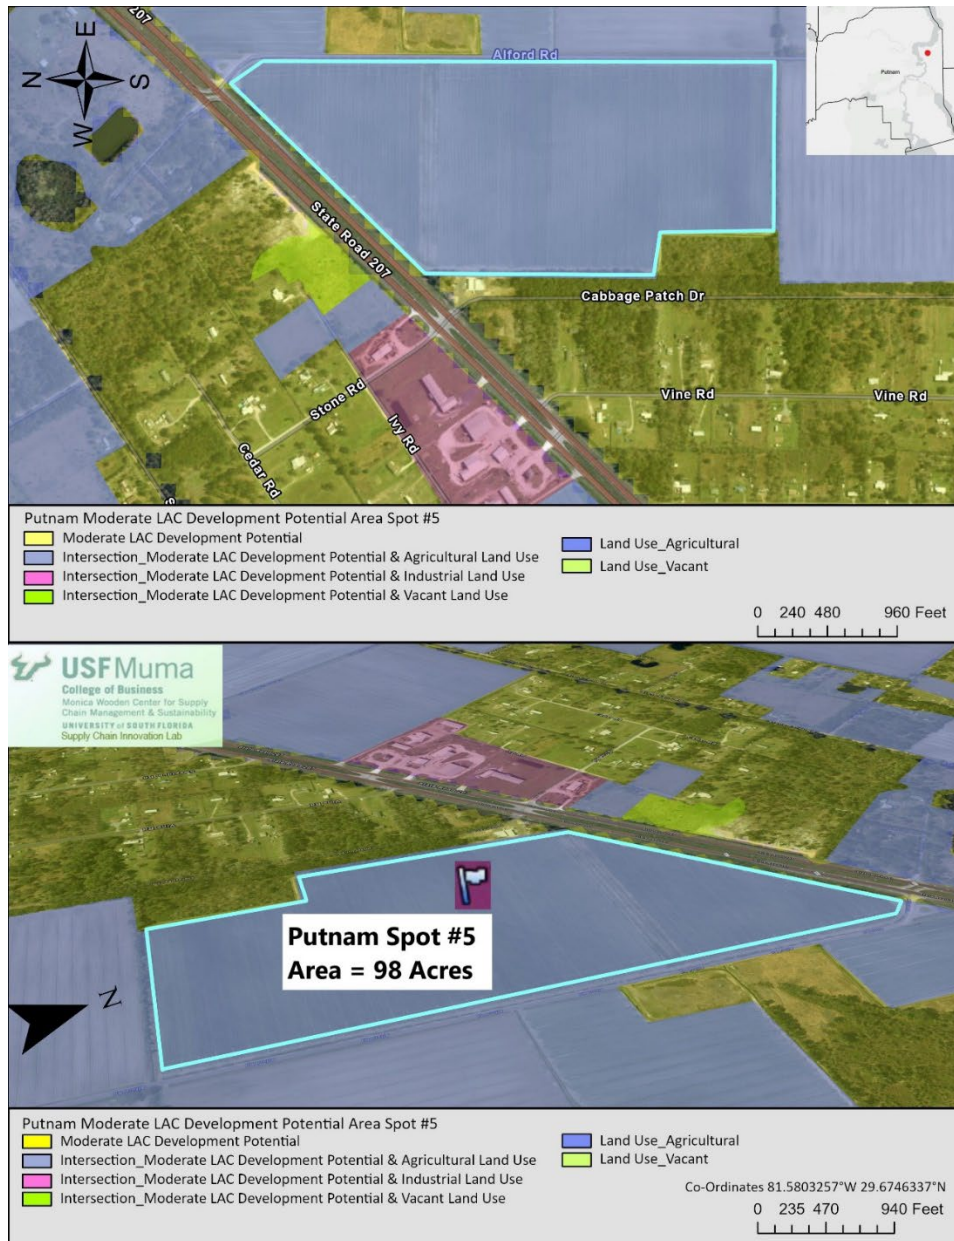 207
E
N
S
W
Alford Rd
Putnam
State Road 207
Cabbage Patch Dr
Vine Rd
Vine Rd
Stone Rd
Ivy Rd
Cedar Rd
Putnam Moderate LAC Development Potential Area Spot #5
Moderate LAC Development Potential
Intersection_Moderate LAC Development Potential & Agricultural Land Use
Intersection_Moderate LAC Development Potential & Industrial Land Use
Intersection_Moderate LAC Development Potential & Vacant Land Use
Land Use_Agricultural
Land Use_Vacant
0 240 480 960 Feet
USF Muma
College of Business
Monica Wooden Center for Supply
Chain Management & Sustainability
UNIVERSITY of SOUTH FLORIDA
Supply Chain Innovation Lab
Putnam Spot #5
Area = 98 Acres
N
Putnam Moderate LAC Development Potential Area Spot #5
Moderate LAC Development Potential
Intersection_Moderate LAC Development Potential & Agricultural Land Use
Intersection_Moderate LAC Development Potential & Industrial Land Use
Intersection_Moderate LAC Development Potential & Vacant Land Use
Land Use_Agricultural
Land Use_Vacant
Co-Ordinates 81.5803257°W 29.6746337°N
0 235 470 940 Feet